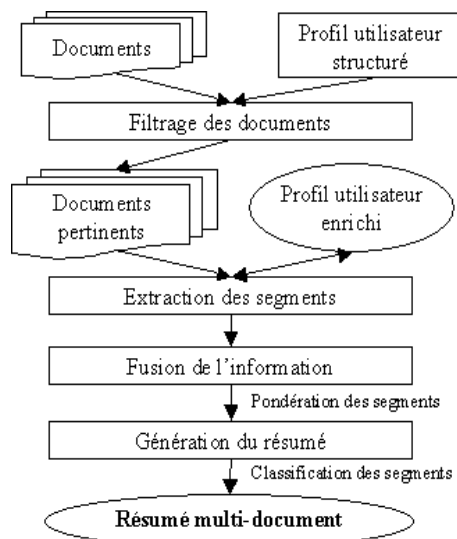 Documents
Profil utilisateur
structuré
Filtrage des documents
Documents
pertinents
Profil utilisateur
enrichi
Extraction des segments
Fusion de l'information
Pondération des segments
Génération du résumé
Classification des segments
Résumé multi-document